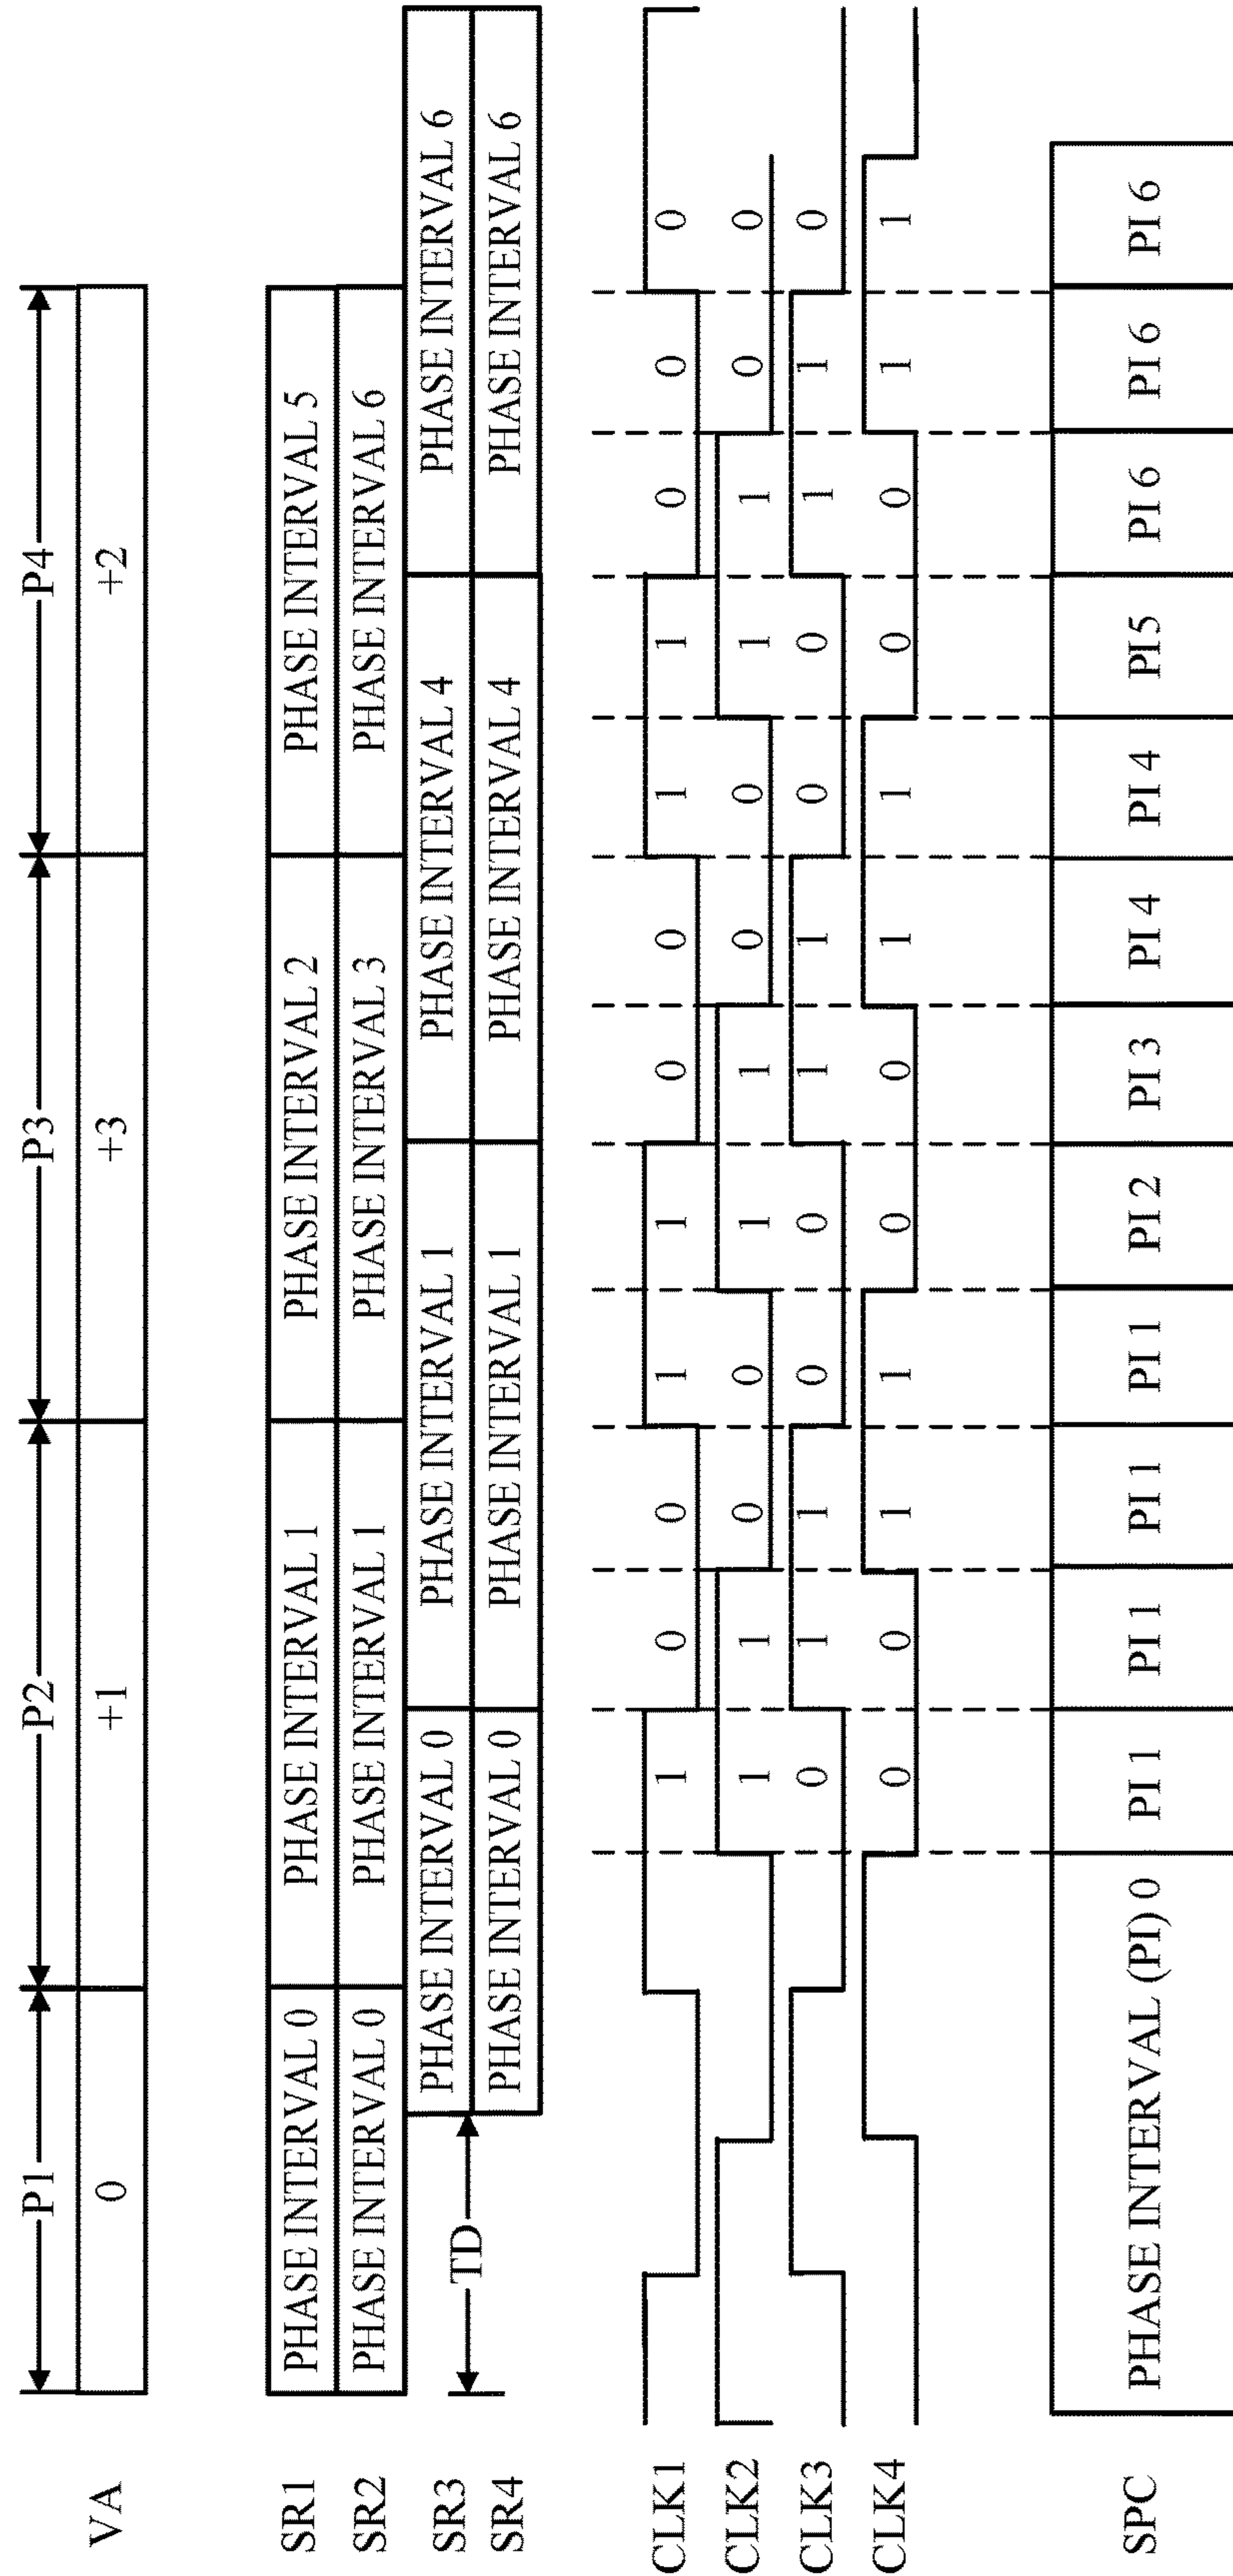 P1 P2 P3 P4
VA 0 +1 +3 +2
SR1 PHASE INTERVAL 0 PHASE INTERVAL 1 PHASE INTERVAL 2 PHASE INTERVAL 5
SR2 PHASE INTERVAL 0 PHASE INTERVAL 1 PHASE INTERVAL 3 PHASE INTERVAL 6
SR3 PHASE INTERVAL 0 PHASE INTERVAL 1 PHASE INTERVAL 4 PHASE INTERVAL 6
TD
SR4 PHASE INTERVAL 0 PHASE INTERVAL 1 PHASE INTERVAL 4 PHASE INTERVAL 6
CLK1 1 0 0 1 1 0 0 1 1 0 0 0
CLK2 1 1 0 0 1 1 0 0 1 1 0 0
CLK3 0 1 1 0 0 1 1 0 0 1 1 0
CLK4 0 0 1 1 0 0 1 1 0 0 1 1
SPC PHASE INTERVAL (PI) 0 PI 1 PI 1 PI 1 PI 1 PI 2 PI 3 PI 4 PI 4 PI 5 PI 6 PI 6 PI 6